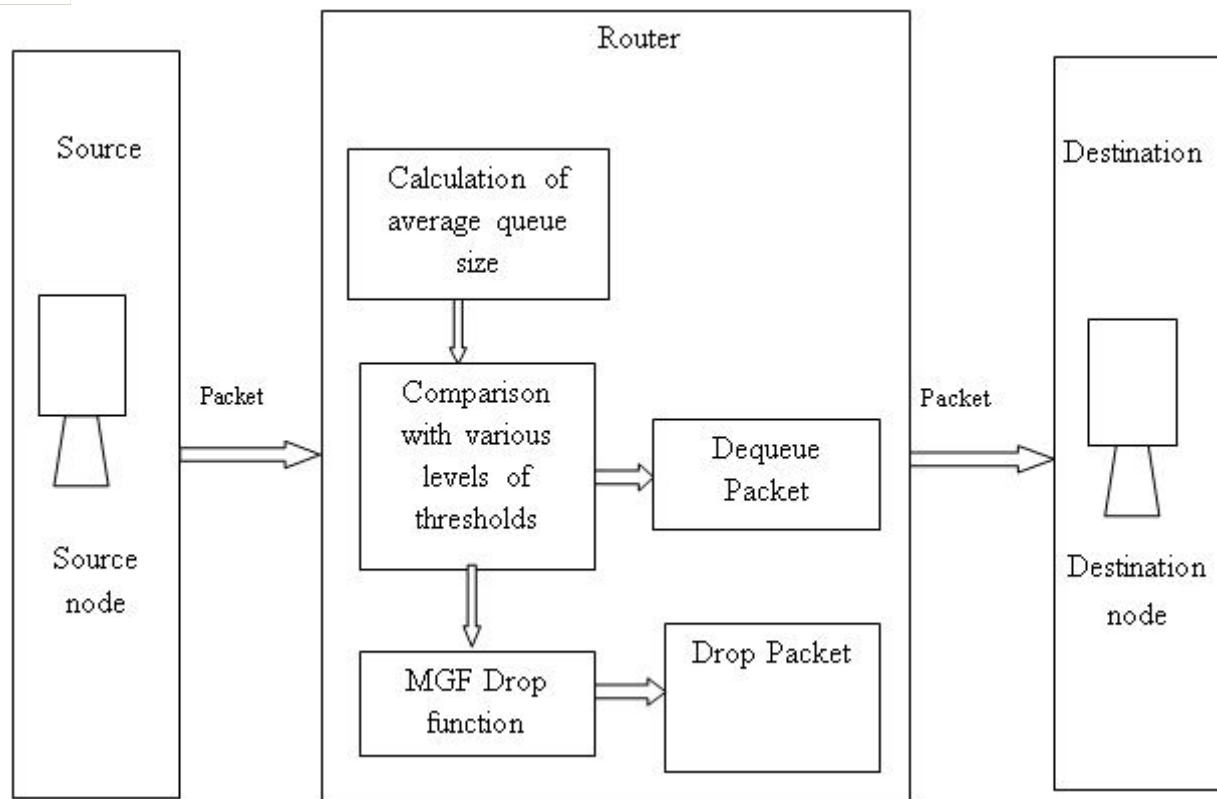 Router
Source
Destination
Calculation of
average queue
size
Packet
Packet
Comparison
with various
levels of
thresholds
Dequeue
Packet
Source
node
Destination
node
MGF Drop
function
Drop Packet